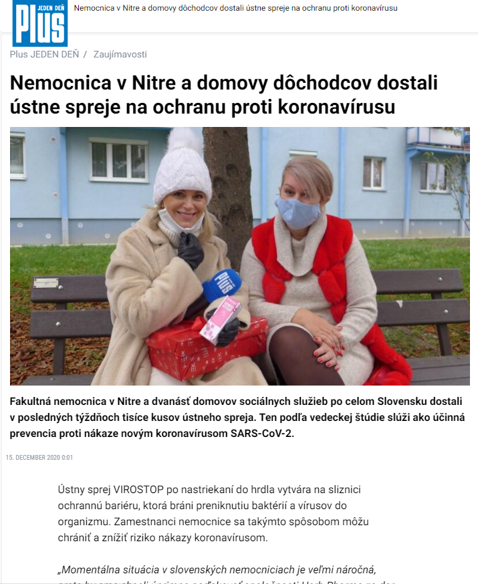 JEDEN DEŇ
Plus
Nemocnica v Nitre a domovy dôchodcov dostali ústne spreje na ochranu proti koronavírusu
Plus JEDEN DEŇ / Zaujímavosti
Nemocnica v Nitre a domovy dôchodcov dostali
ústne spreje na ochranu proti koronavírusu
PLUS
Fakultná nemocnica v Nitre a dvanásť domovov sociálnych služieb po celom Slovensku dostali
v posledných týždňoch tisíce kusov ústneho spreja. Ten podľa vedeckej štúdie slúži ako účinná
prevencia proti nákaze novým koronavírusom SARS-CoV-2.
15. DECEMBER 2020 0:01
Ústny sprej VIROSTOP po nastriekaní do hrdla vytvára na sliznici
ochrannú bariéru, ktorá bráni preniknutiu baktérií a vírusov do
organizmu. Zamestnanci nemocnice sa takýmto spôsobom môžu
chrániť a znížiť riziko nákazy koronavírusom.
„Momentálna situácia v slovenských nemocniciach je veľmi náročná,